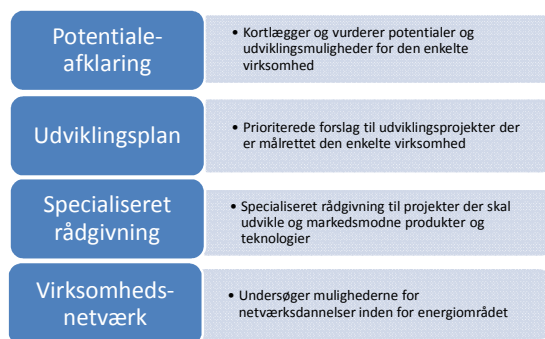 Potentiale-
afklaring
• Kortlægger og vurderer potentialer og
udviklingsmuligheder for den enkelte
virksomhed
Udviklingsplan
• Prioriterede forslag til udviklingsprojekter der
er målrettet den enkelte virksomhed
Specialiseret
rådgivning
• Specialiseret rådgivning til projekter der skal
udvikle og markedsmodne produkter og
teknologier
Virksomheds-
netværk
• Undersøger mulighederne for
netværksdannelser inden for energiområdet